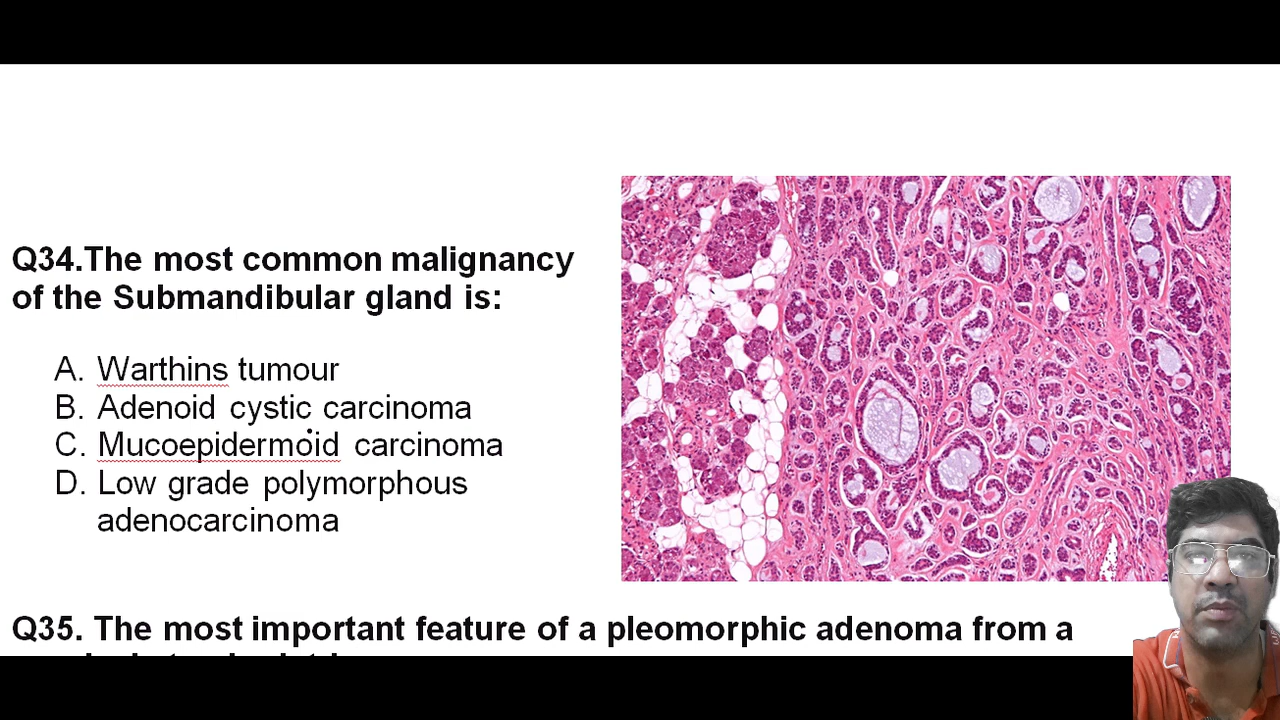 Q34.The most common malignancy
of the Submandibular gland is:
A. Warthins tumour
B. Adenoid cystic carcinoma
C. Mucoepidermoid carcinoma
D. Low grade polymorphous
adenocarcinoma
Q35. The most important feature of a pleomorphic adenoma from a